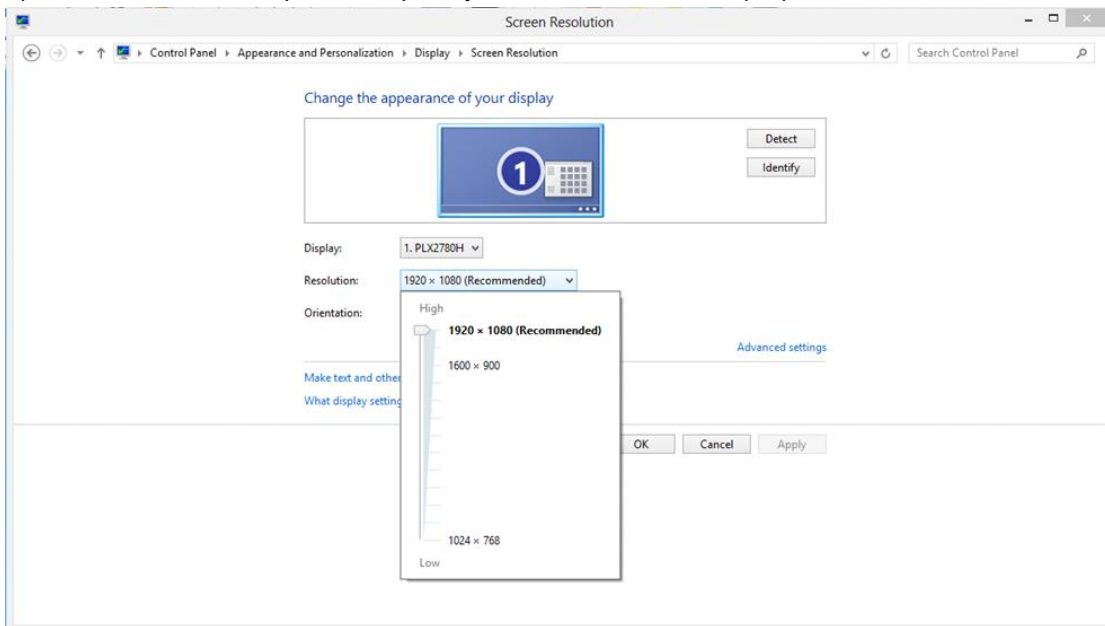 Screen Resolution
Control Panel Appearance and Personalization Display Screen Resolution
Search Control Panel
Change the appearance of your display
1
Detect
Identify
Display: 1. PLX2780H
Resolution: 1920 × 1080 (Recommended)
Orientation:
High
1920 × 1080 (Recommended)
Advanced settings
1600 × 900
Make text and other
What display setting
OK Cancel Apply
1024 × 768
Low